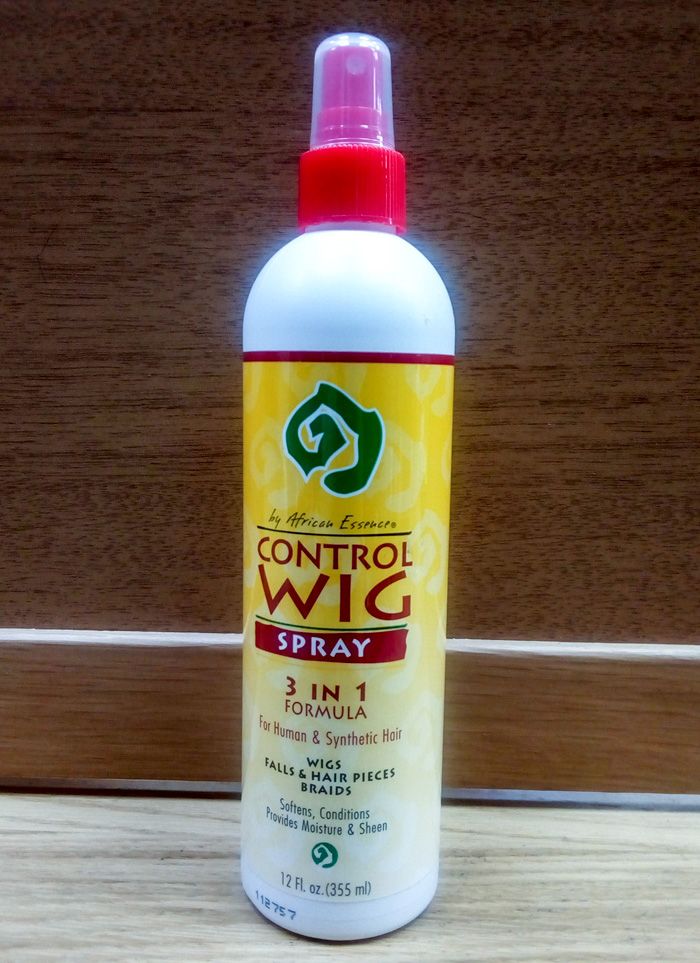 by African Essence®
CONTROL
WIG
SPRAY
3 IN 1
FORMULA
For Human & Synthetic Hair
WIGS
FALLS & HAIR PIECES
BRAIDS
Softens, Conditions
Provides Moisture & Sheen
12 Fl. oz. (355 ml)
112757